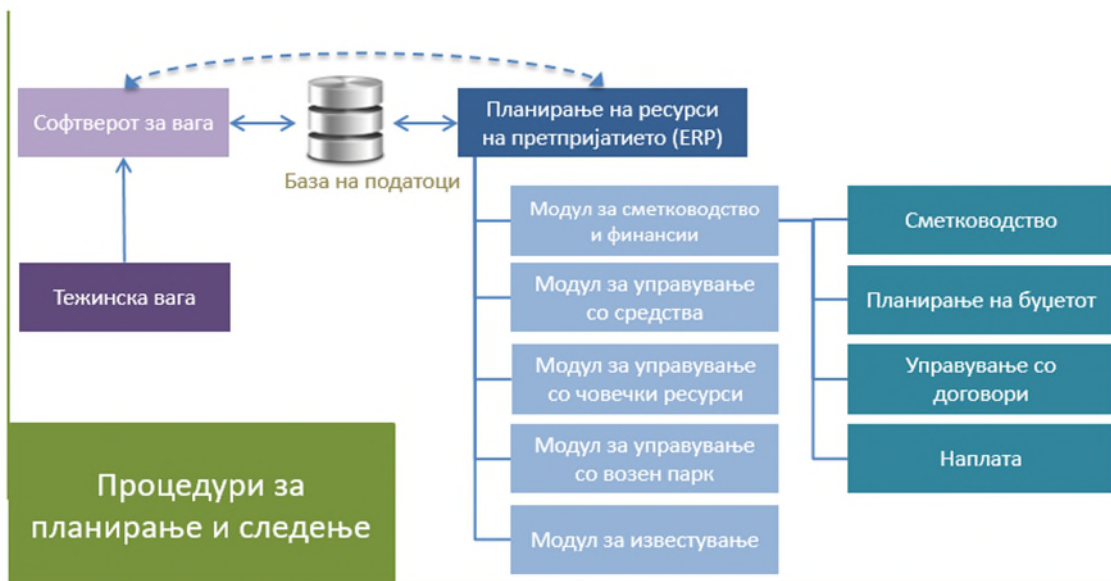 Софтверот за вага
База на податоци
Планирање на ресурси
на претпријатието (ERP)
Тежинска вага
Модул за сметководство
и финансии
Модул за управување
со средства
Модул за управување
со човечки ресурси
Модул за управување
со возен парк
Модул за известување
Сметководство
Планирање на буџетот
Управување со
договори
Наплата
Процедури за
планирање и следење